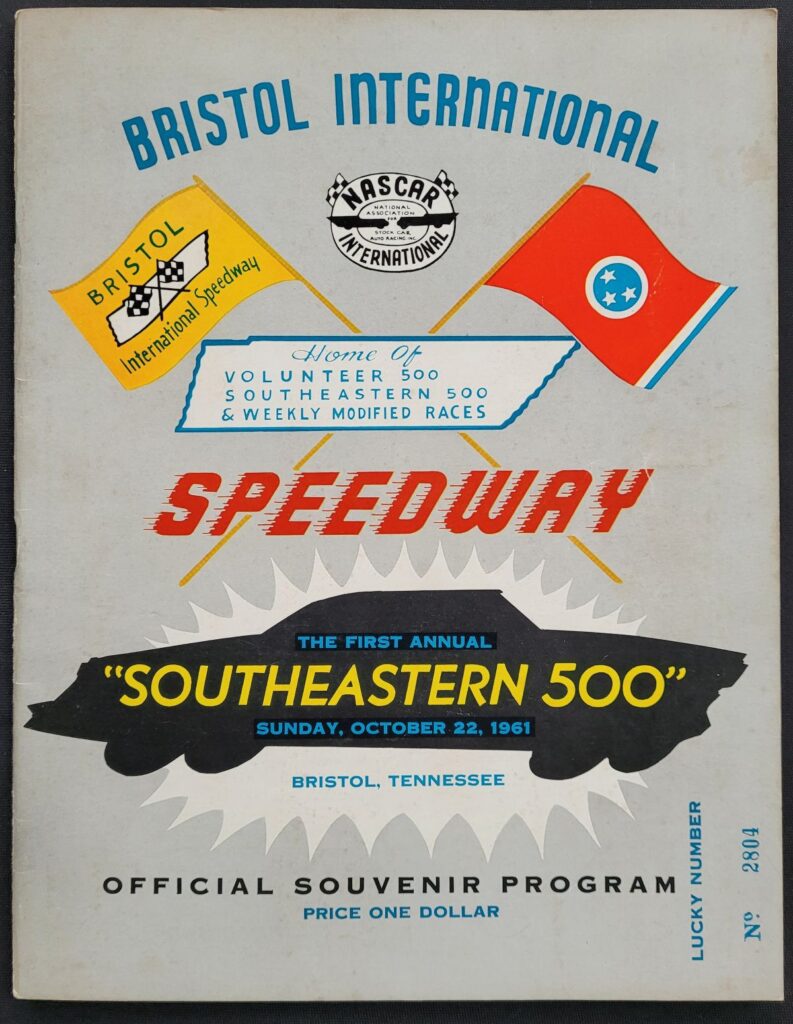 BRISTOL INTERNATIONAL
NASCAR
NATIONAL
ASSOCIATION
FOR
STOCK CAR
AUTO RACING, INC.
INTERNATIONAL
BRISTOL
International Speedway
Home Of
VOLUNTEER 500
SOUTHEASTERN 500
& WEEKLY MODIFIED RACES
SPEEDWAY
THE FIRST ANNUAL
"SOUTHEASTERN 500"
SUNDAY, OCTOBER 22, 1961
BRISTOL, TENNESSEE
OFFICIAL SOUVENIR PROGRAM
PRICE ONE DOLLAR
LUCKY NUMBER
Nº 2804